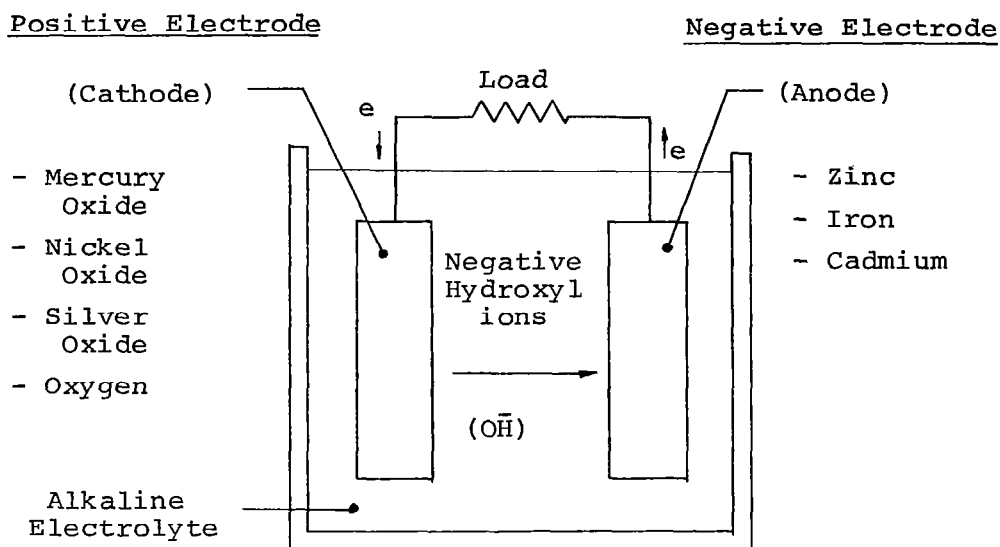 Positive Electrode
Negative Electrode
(Cathode)
Load
(Anode)
e
e
- Mercury
Oxide
- Nickel
Oxide
- Silver
Oxide
- Oxygen
- Zinc
- Iron
- Cadmium
Negative
Hydroxyl
ions
(OH̄)
Alkaline
Electrolyte